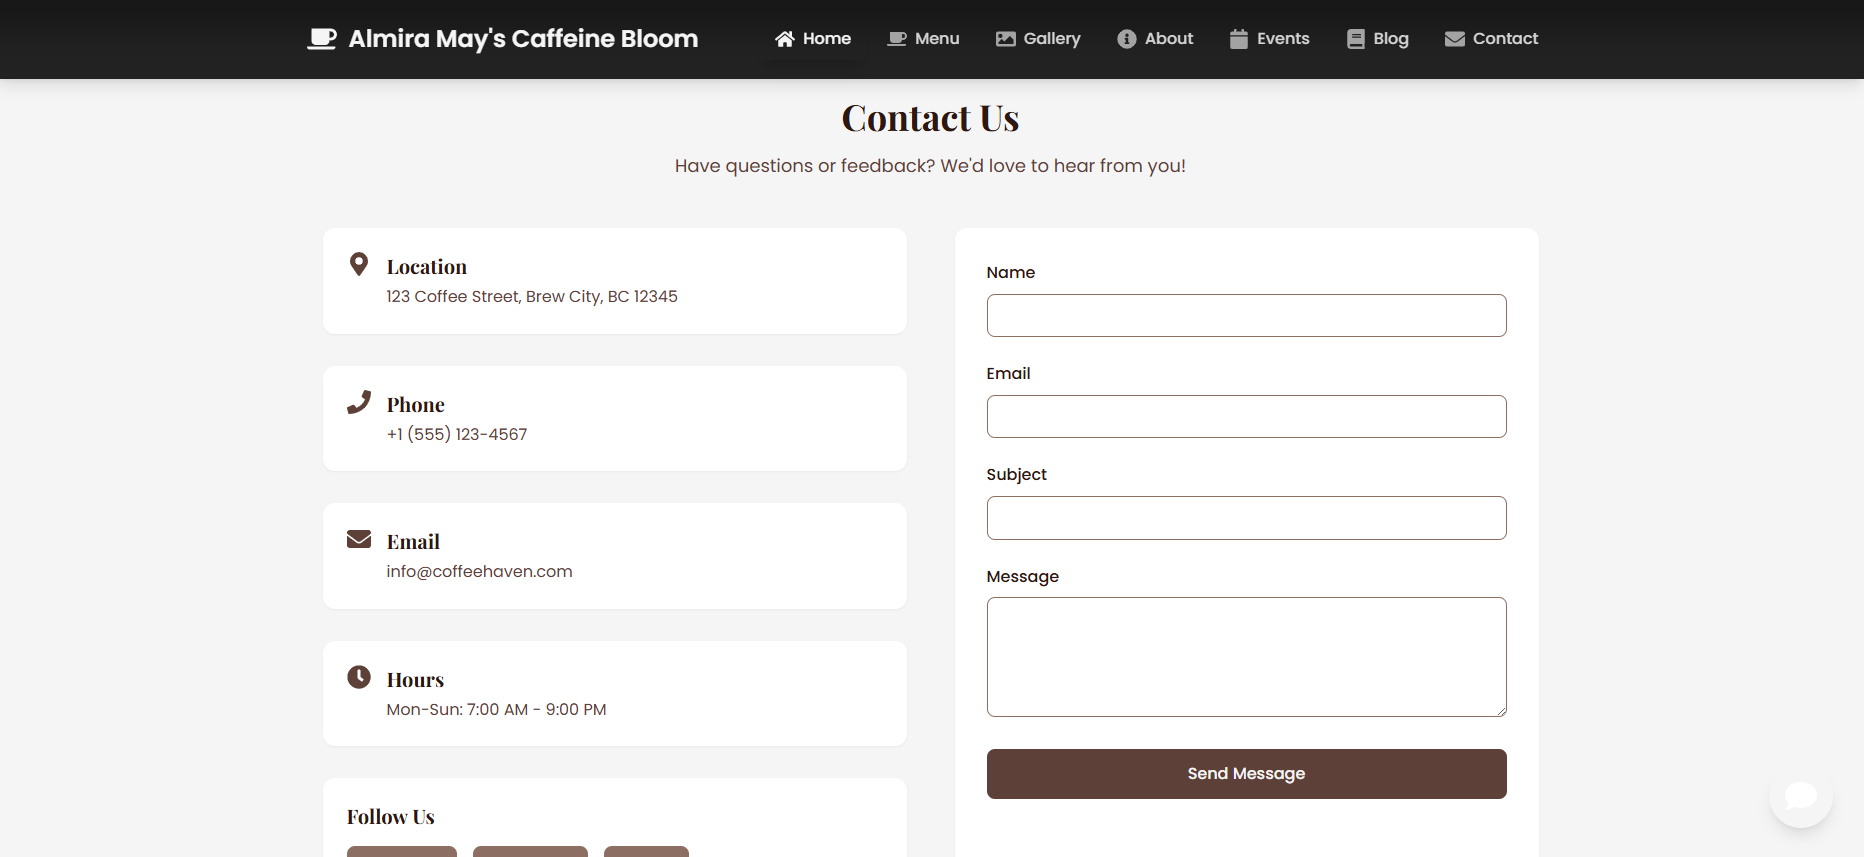 Almira May's Caffeine Bloom
Home
Menu
Gallery
About
Events
Blog
Contact
Contact Us
Have questions or feedback? We'd love to hear from you!
Location
123 Coffee Street, Brew City, BC 12345
Phone
+1 (555) 123-4567
Email
info@coffeehaven.com
Hours
Mon-Sun: 7:00 AM - 9:00 PM
Follow Us
Name
Email
Subject
Message
Send Message